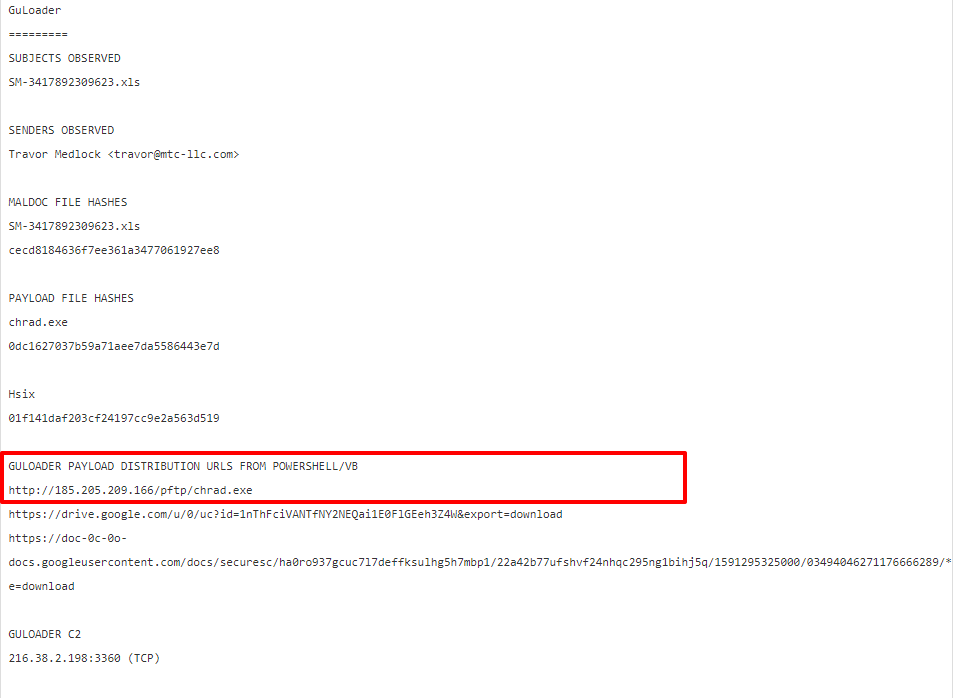 GuLoader
=========
SUBJECTS OBSERVED
SM-3417892309623.xls
SENDERS OBSERVED
Travor Medlock <travor@mtc-llc.com>
MALDOC FILE HASHES
SM-3417892309623.xls
cecd8184636f7ee361a3477061927ee8
PAYLOAD FILE HASHES
chrad.exe
0dc1627037b59a71aee7da5586443e7d
Hsix
01f141daf203cf24197cc9e2a563d519
GULOADER PAYLOAD DISTRIBUTION URLS FROM POWERSHELL/VB
http://185.205.209.166/pftp/chrad.exe
https://drive.google.com/u/0/uc?id=1nThFciVANTfNY2NEQai1E0FlGEeh3Z4W&export=download
https://doc-0c-0o-
docs.googleusercontent.com/docs/securesc/ha0ro937gcuc7l7deffksulhg5h7mbp1/22a42b77ufshvf24nhqc295ng1bihj5q/1591295325000/03494046271176666289/*
e=download
GULOADER C2
216.38.2.198:3360 (TCP)